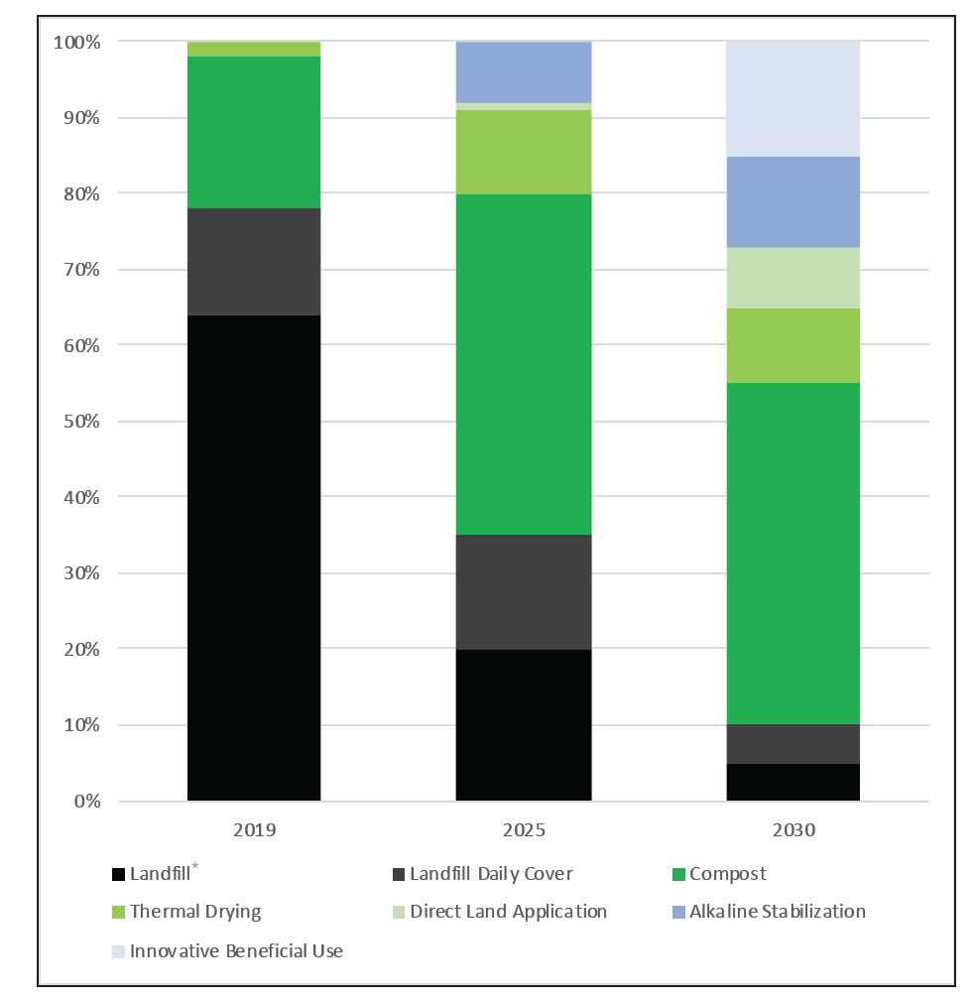 100%
90%
80%
70%
60%
50%
40%
30%
20%
10%
0%
2019 2025 2030
Landfill* Landfill Daily Cover Compost
Thermal Drying Direct Land Application Alkaline Stabilization
Innovative Beneficial Use